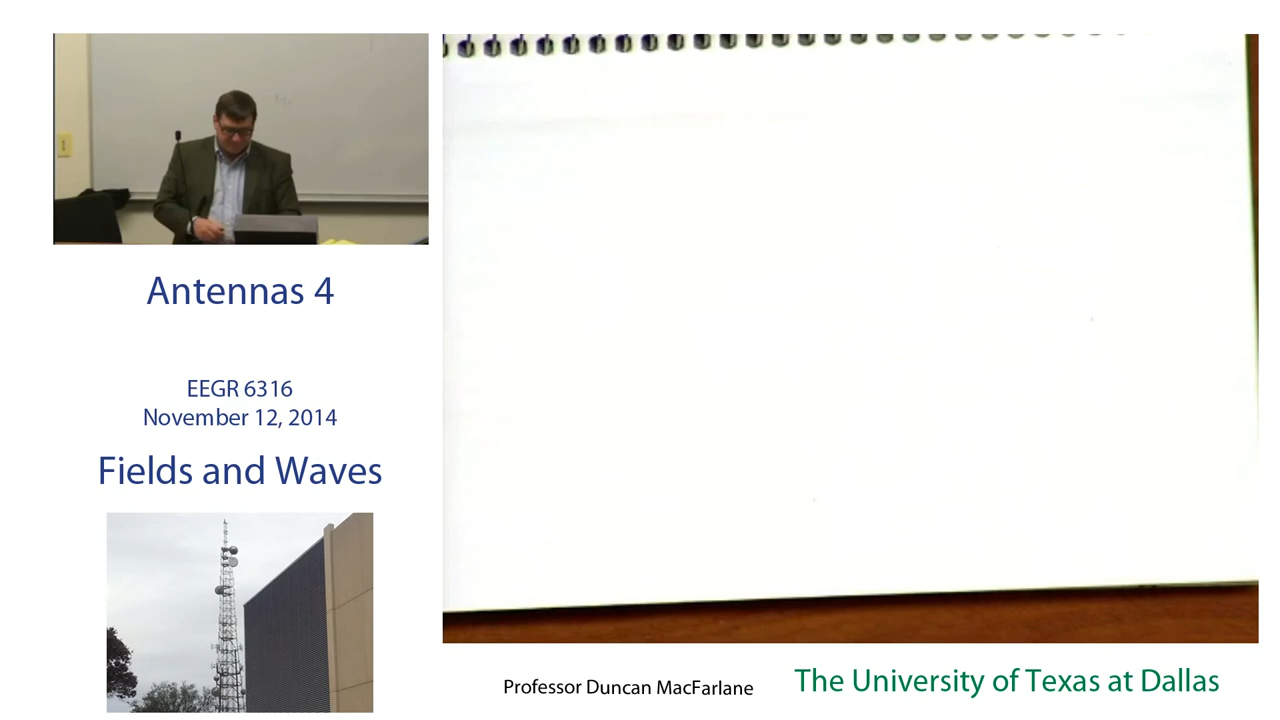 Antennas 4
EEGR 6316
November 12, 2014
Fields and Waves
Professor Duncan MacFarlane
The University of Texas at Dallas